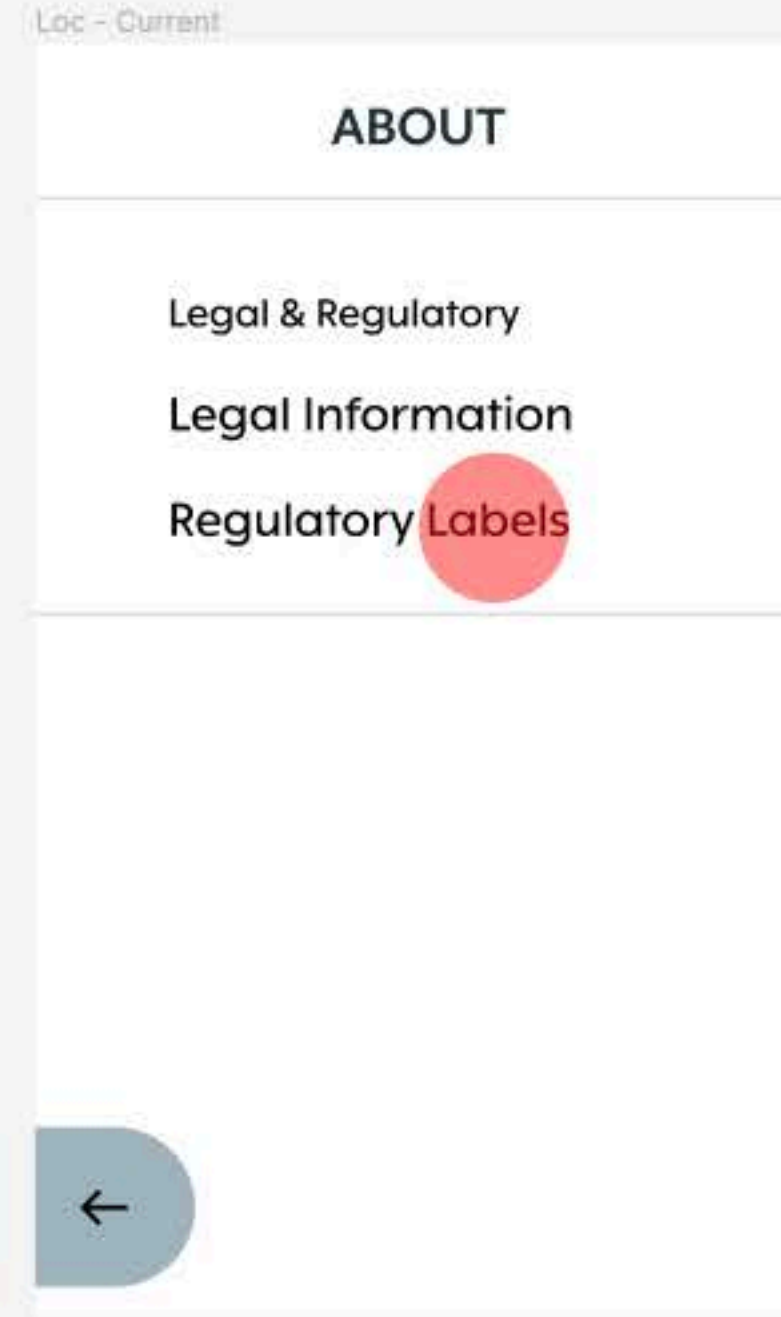 Loc - Current
ABOUT
Legal & Regulatory
Legal Information
Regulatory Labels